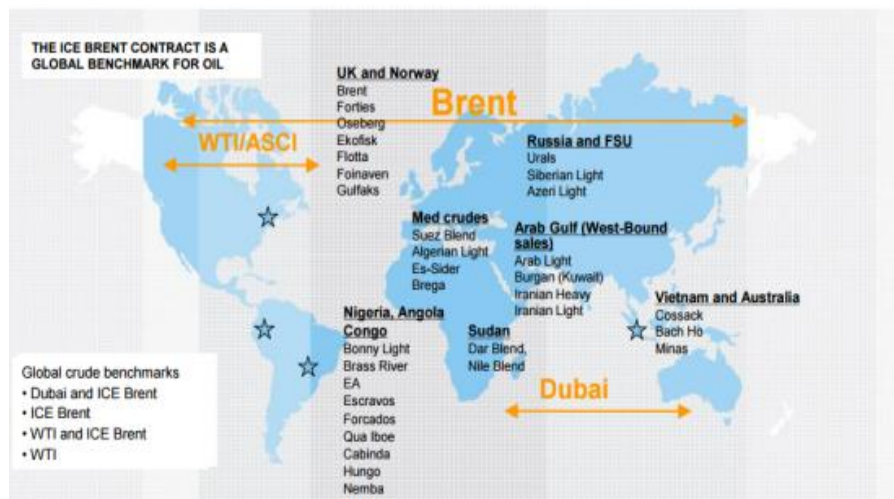 THE ICE BRENT CONTRACT IS A
GLOBAL BENCHMARK FOR OIL
Brent
WTI/ASCI
UK and Norway
Brent
Forties
Oseberg
Ekofisk
Flotta
Foinaven
Gulfaks
Russia and FSU
Urals
Siberian Light
Azeri Light
Med crudes
Suez Blend
Algerian Light
Es-Sider
Brega
Arab Gulf (West-Bound
sales)
Arab Light
Burgan (Kuwait)
Iranian Heavy
Iranian Light
Vietnam and Australia
Cossack
Bach Ho
Minas
Nigeria, Angola
Congo
Bonny Light
Brass River
EA
Escravos
Forcados
Qua Iboe
Cabinda
Hungo
Nemba
Sudan
Dar Blend,
Nile Blend
Dubai
Global crude benchmarks
• Dubai and ICE Brent
• ICE Brent
• WTI and ICE Brent
• WTI